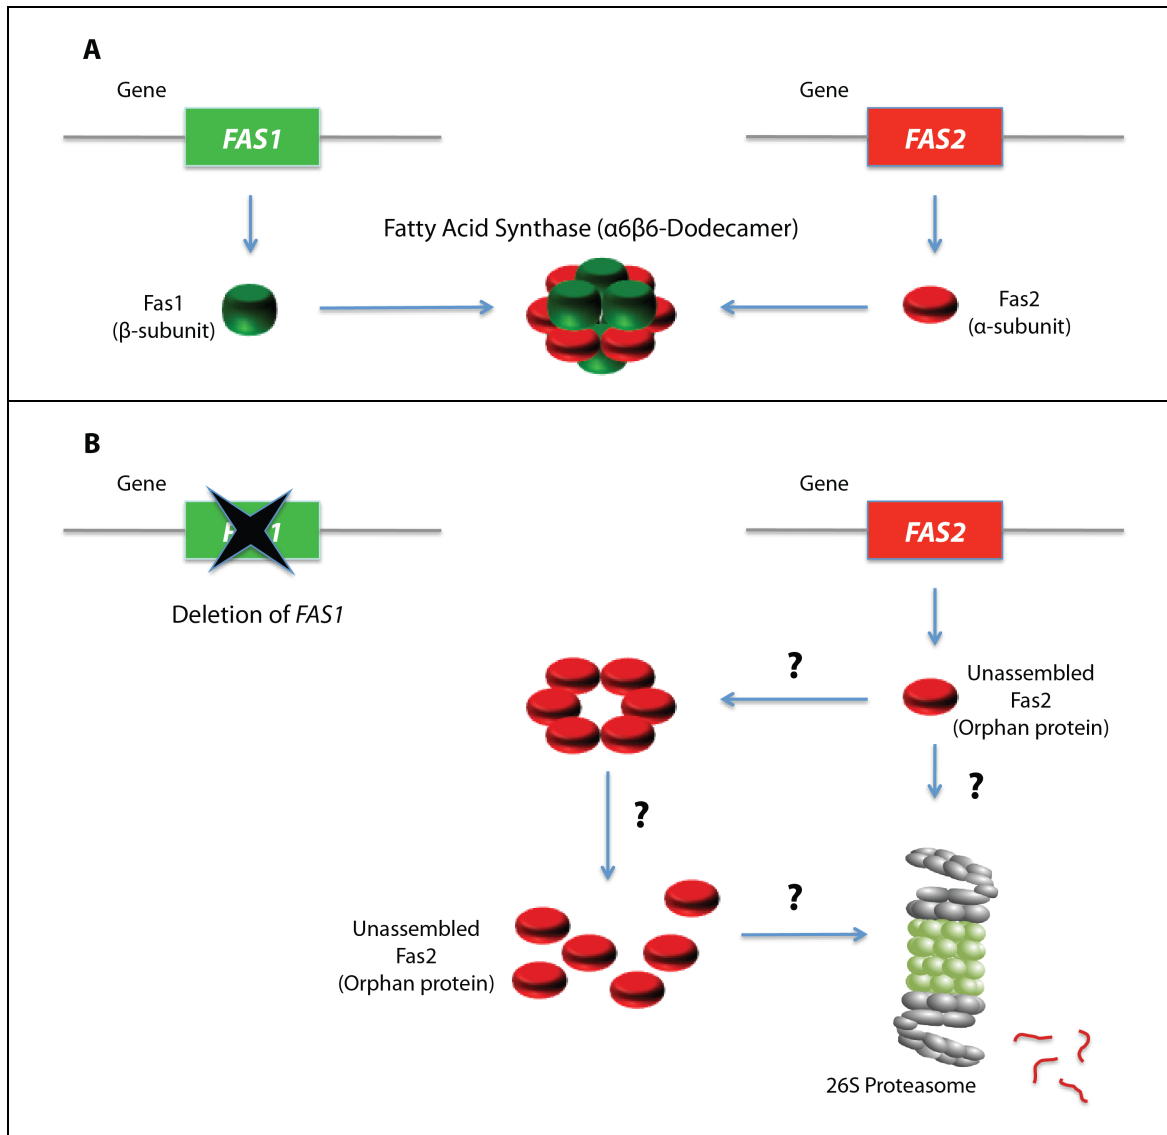 A
Gene
Gene
FAS1
FAS2
Fatty Acid Synthase (α6β6-Dodecamer)
Fas1
(β-subunit)
Fas2
(α-subunit)
B
Gene
Gene
F 1
FAS2
Deletion of FAS1
?
Unassembled
Fas2
(Orphan protein)
?
?
?
Unassembled
Fas2
(Orphan protein)
26S Proteasome